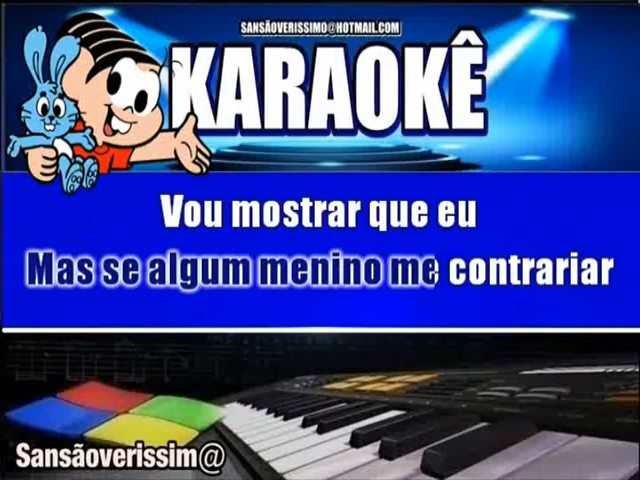 SANSÃOVERISSIMO@HOTMAIL.COM
KARAOKÊ
Vou mostrar que eu
Mas se algum menino me contrariar
Sansãoverissim@